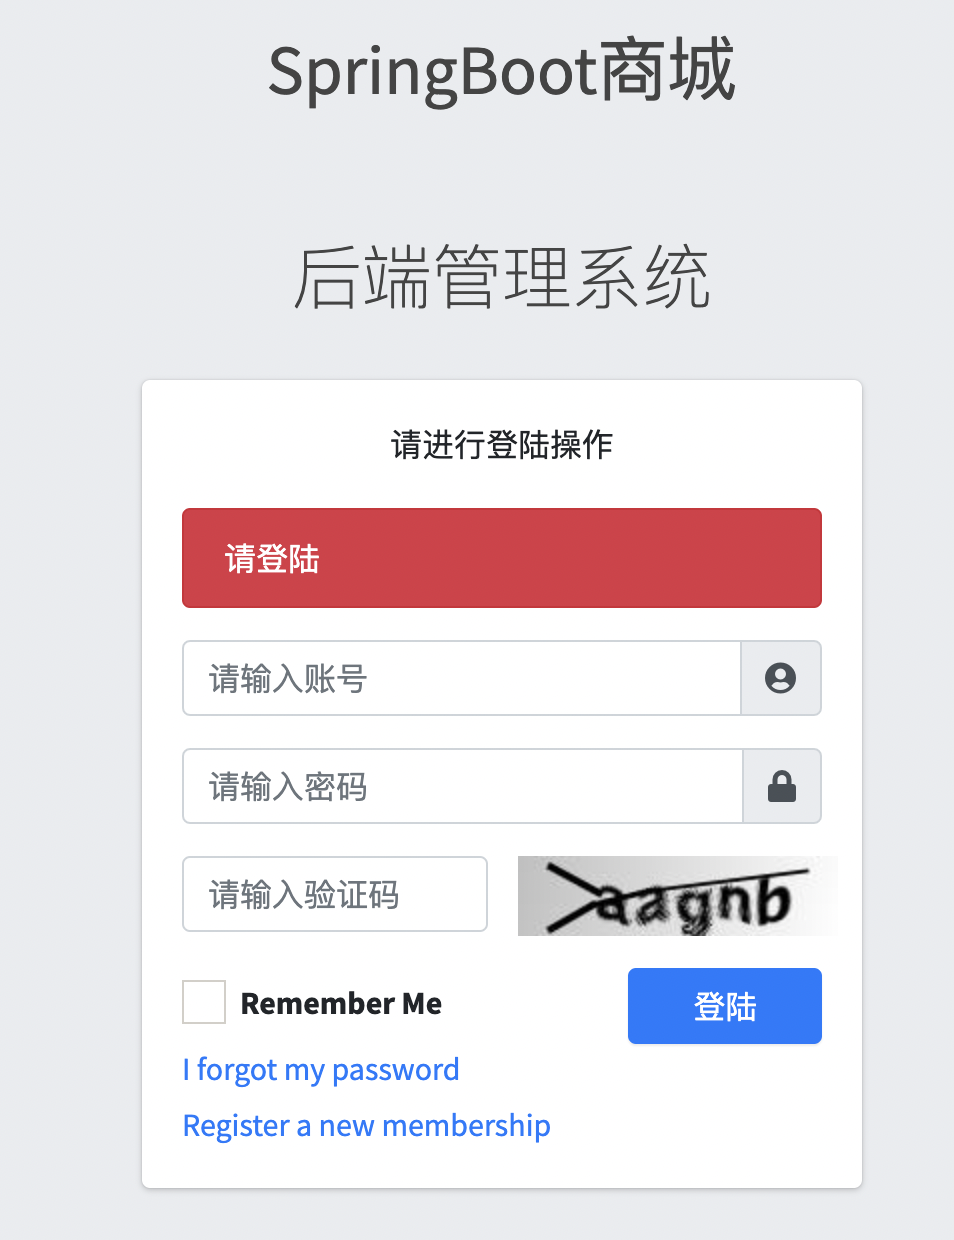 SpringBoot商城
后端管理系统
请进行登陆操作
请登陆
请输入账号
请输入密码
请输入验证码
aagnb
Remember Me
登陆
I forgot my password
Register a new membership